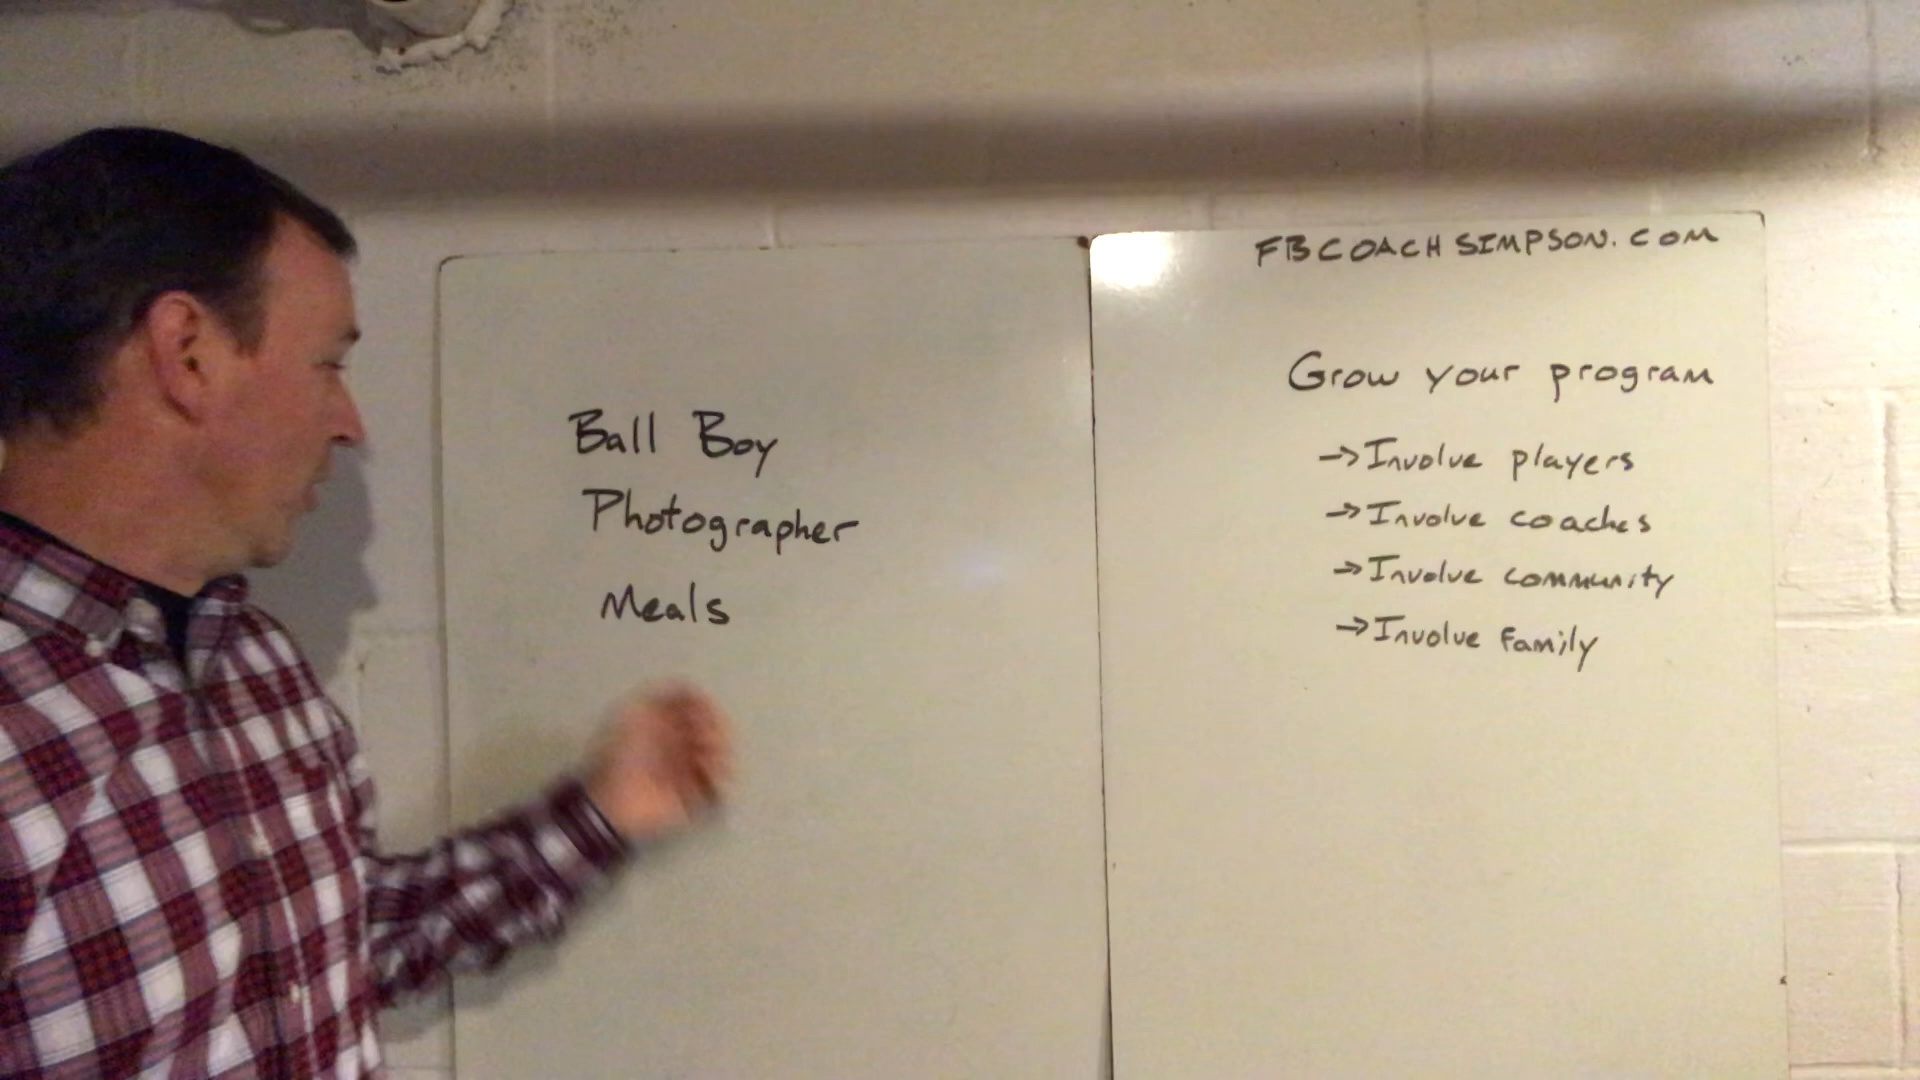 Ball Boy
Photographer
Meals
FBCOACHSIMPSON.COM
Grow your program
→Involve players
→Involve coaches
→Involve community
→Involve family